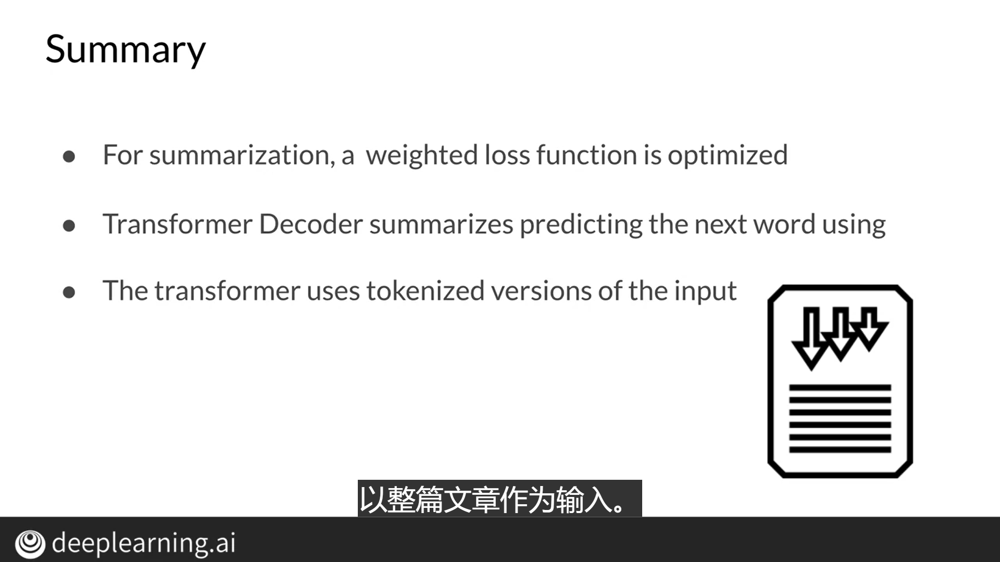 Summary
● For summarization, a weighted loss function is optimized
● Transformer Decoder summarizes predicting the next word using
● The transformer uses tokenized versions of the input
以整篇文章作为输入。
deeplearning.ai